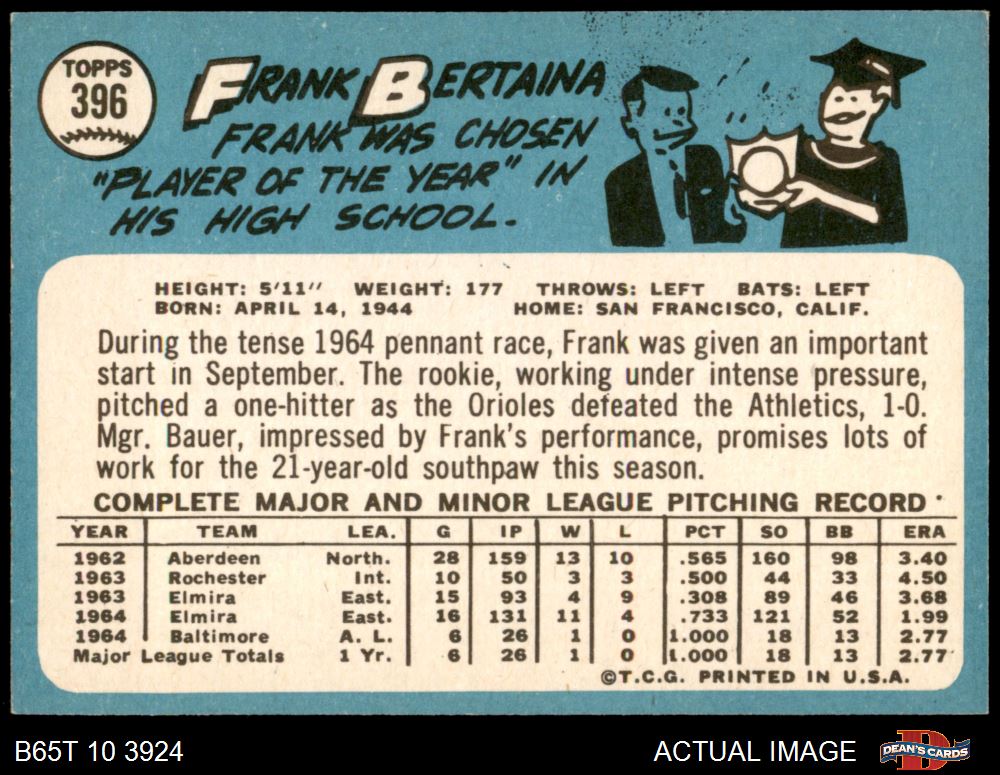 TOPPS
396
FRANK BERTAINA
FRANK WAS CHOSEN
"PLAYER OF THE YEAR" IN
HIS HIGH SCHOOL.
HEIGHT: 5'11" WEIGHT: 177 THROWS: LEFT BATS: LEFT
BORN: APRIL 14, 1944 HOME: SAN FRANCISCO, CALIF.
During the tense 1964 pennant race, Frank was given an important
start in September. The rookie, working under intense pressure,
pitched a one-hitter as the Orioles defeated the Athletics, 1-0.
Mgr. Bauer, impressed by Frank's performance, promises lots of
work for the 21-year-old southpaw this season.
COMPLETE MAJOR AND MINOR LEAGUE PITCHING RECORD
YEAR TEAM LEA. G IP W L PCT SO BB ERA
1962 Aberdeen North. 28 159 13 10 .565 160 98 3.40
1963 Rochester Int. 10 50 3 3 .500 44 33 4.50
1963 Elmira East. 15 93 4 9 .308 89 46 3.68
1964 Elmira East. 16 131 11 4 .733 121 52 1.99
1964 Baltimore A. L. 6 26 1 0 1.000 18 13 2.77
Major League Totals 1 Yr. 6 26 1 0 1.000 18 13 2.77
©T.C.G. PRINTED IN U.S.A.
B65T 10 3924 ACTUAL IMAGE DEAN'S CARDS